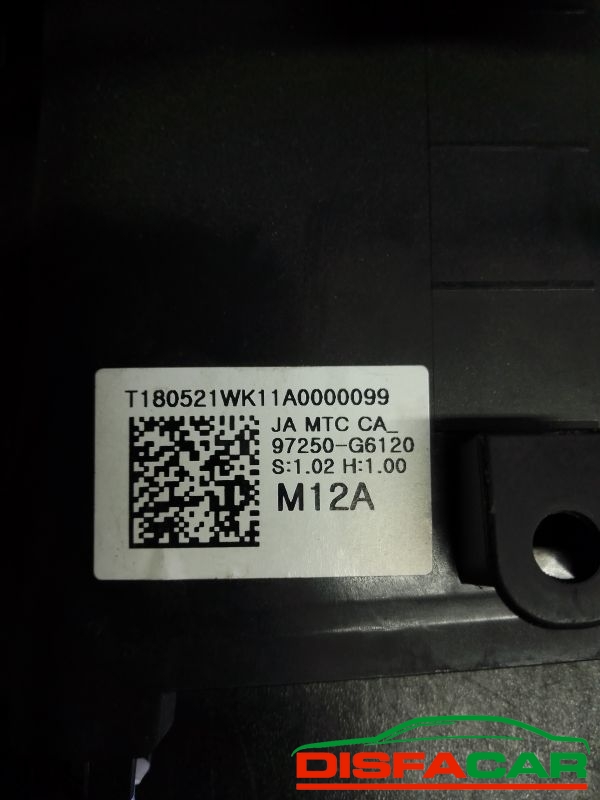 T180521WK11A0000099
JA MTC CA_
97250-G6120
S:1.02 H:1.00
M12A
DISFACAR